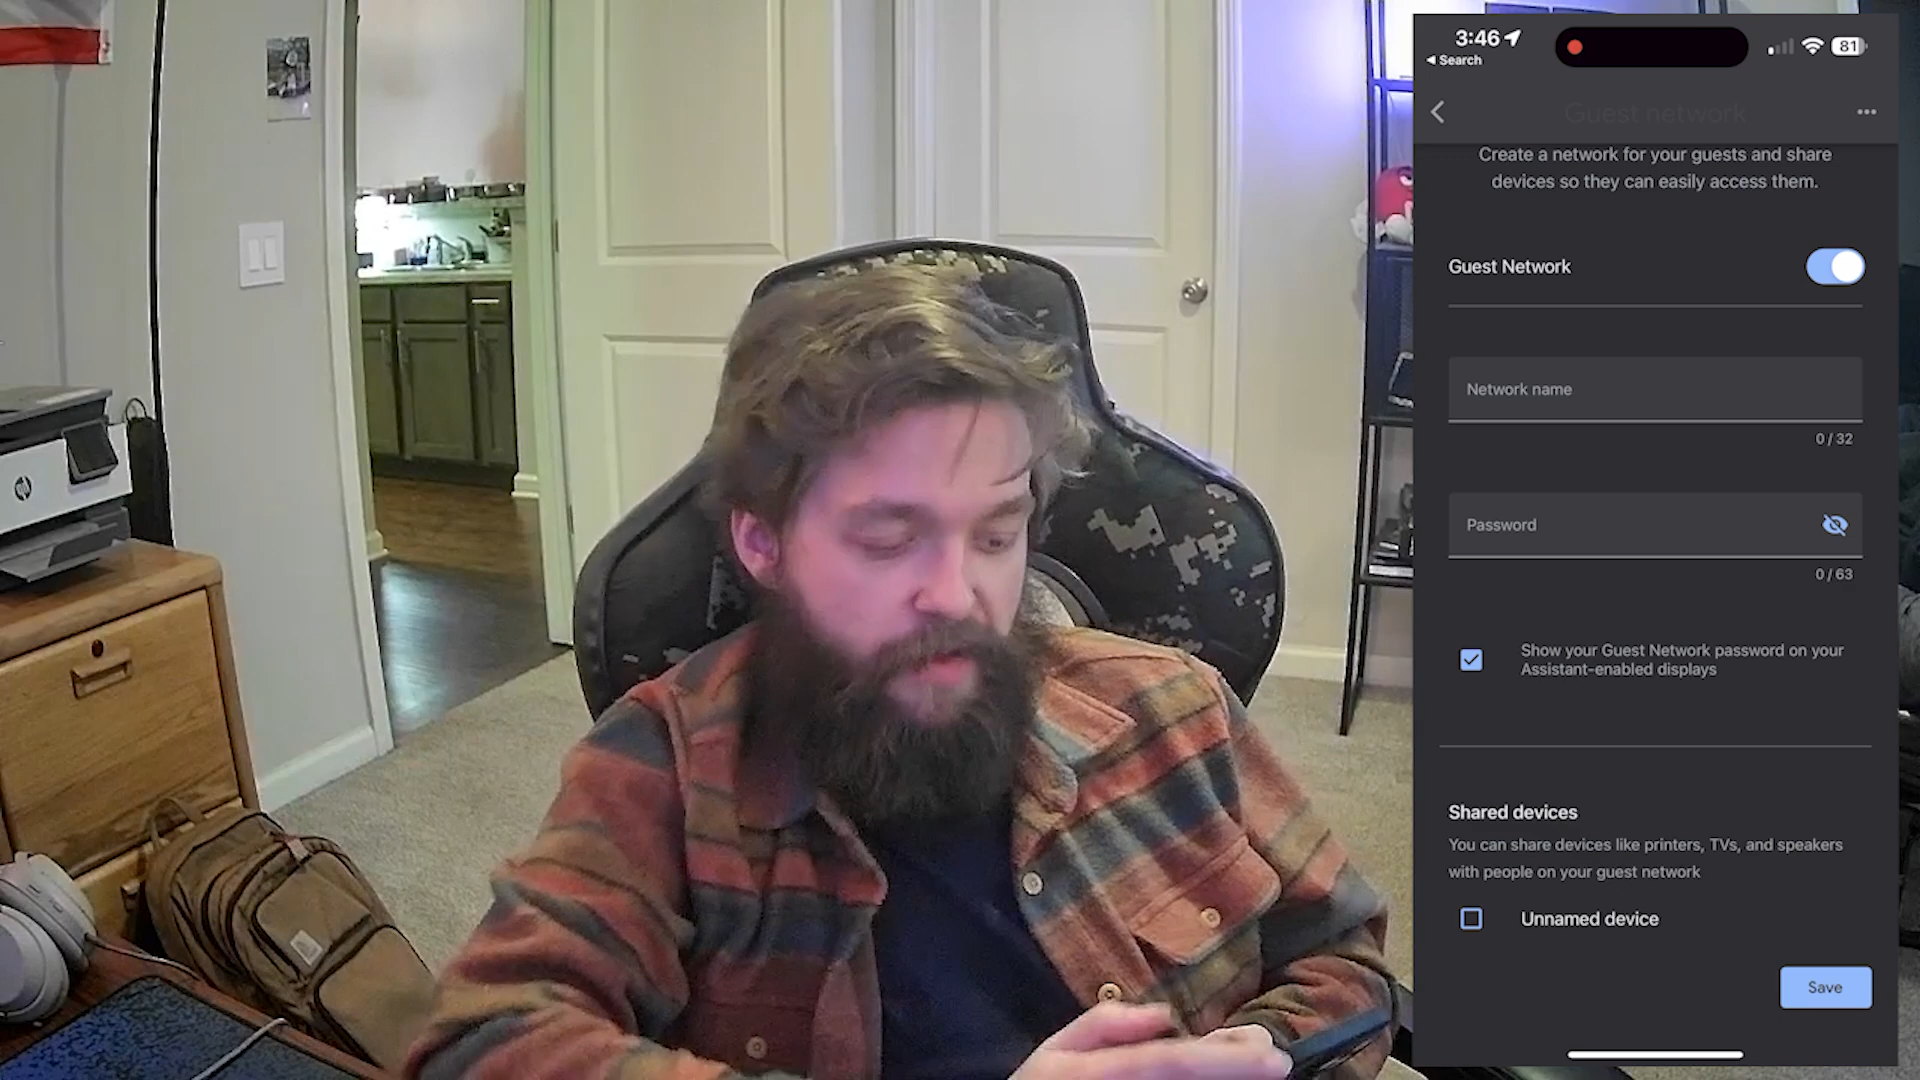 3:46
81
◀ Search
Guest network
Create a network for your guests and share
devices so they can easily access them.
Guest Network
Network name
0 / 32
Password
0 / 63
Show your Guest Network password on your
Assistant-enabled displays
Shared devices
You can share devices like printers, TVs, and speakers
with people on your guest network
Unnamed device
Save
hp